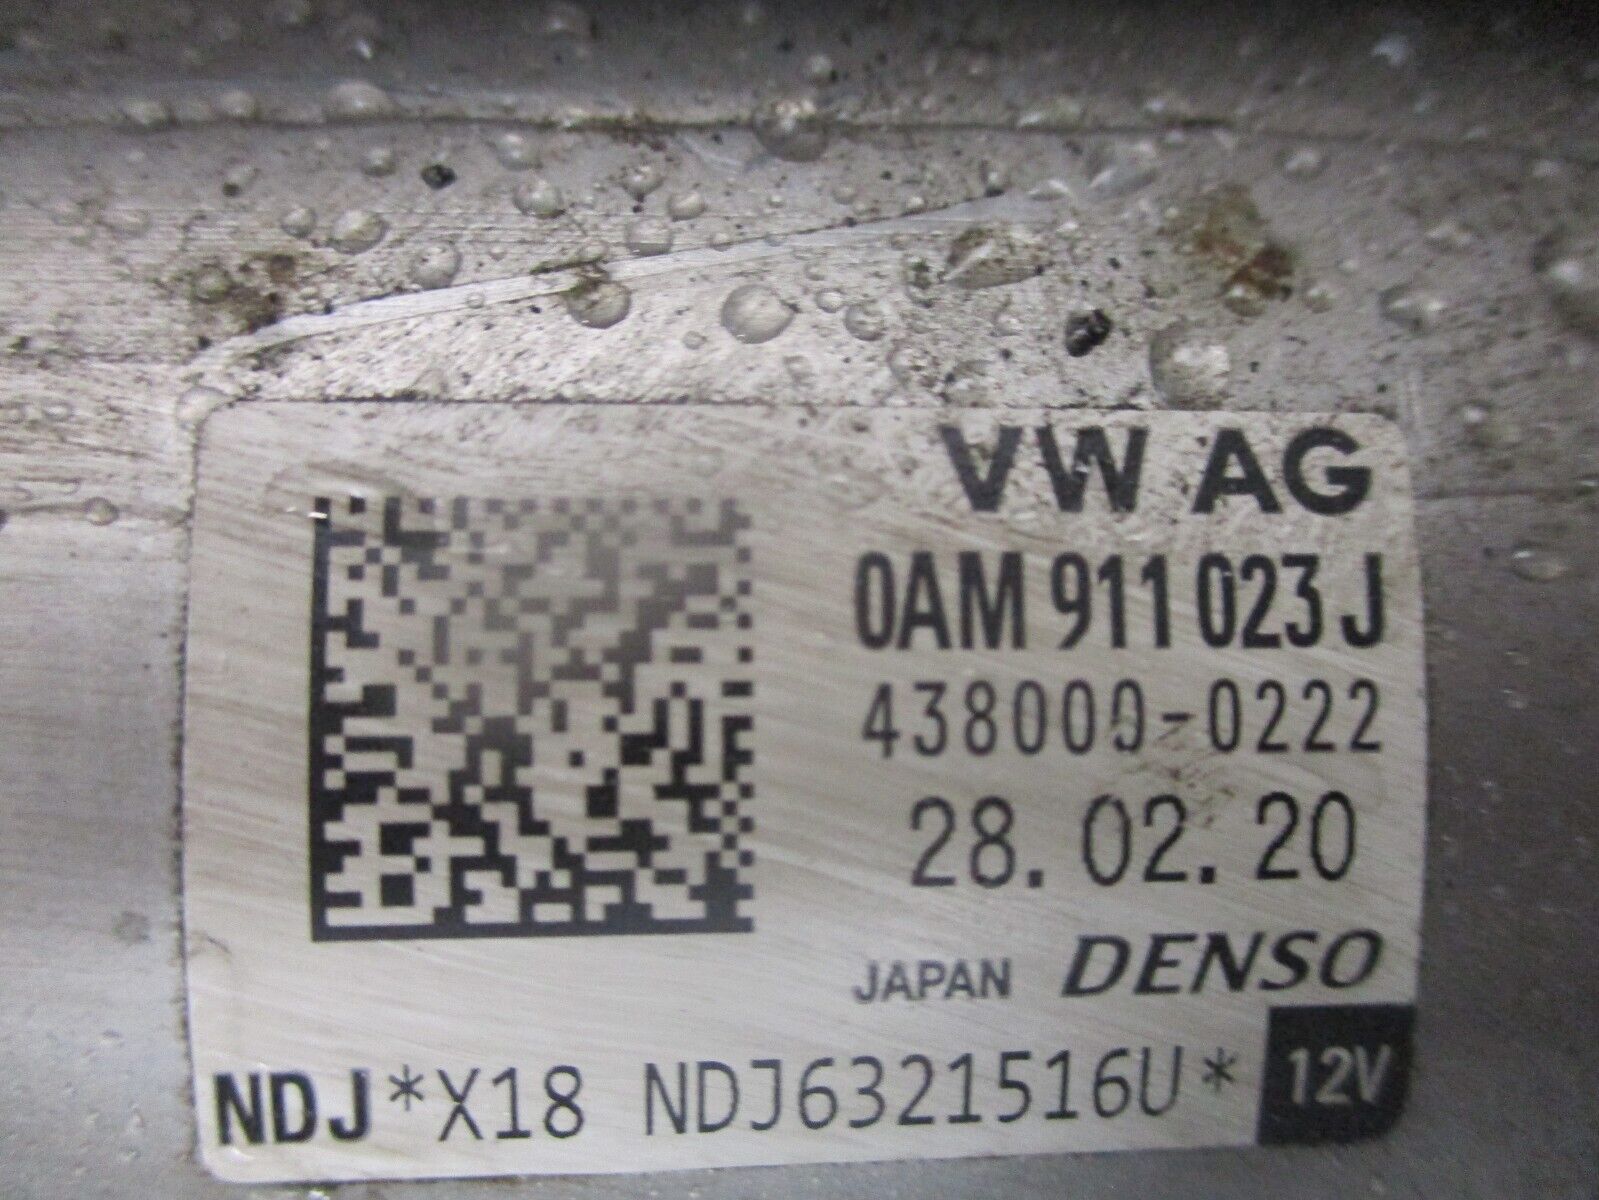 VW AG
0AM 911 023 J
438000-0222
28.02.20
JAPAN DENSO
NDJ*X18 NDJ6321516U* 12V